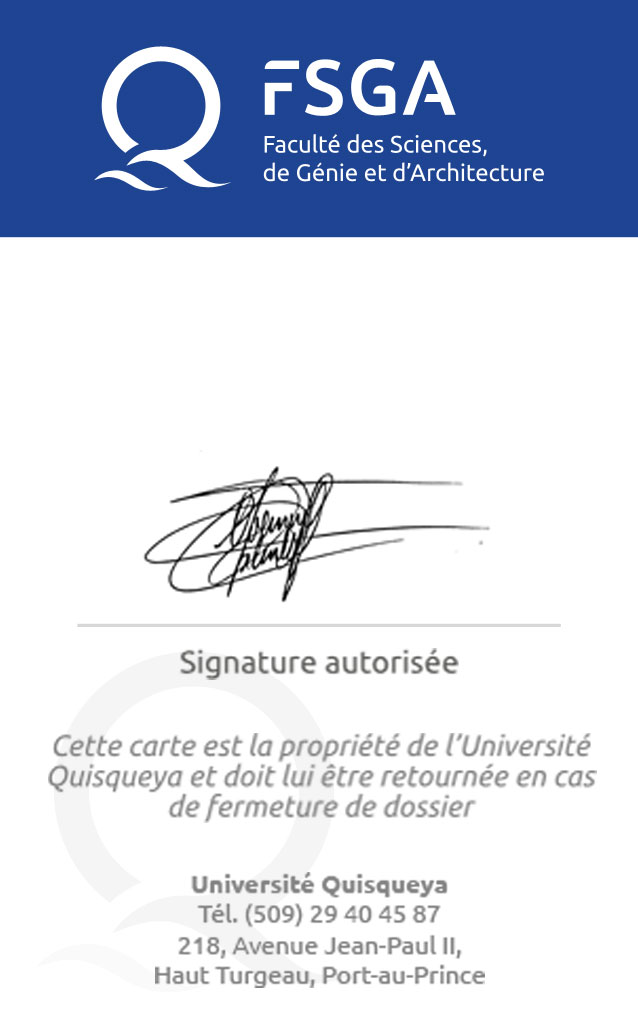 FSGA
Faculté des Sciences,
de Génie et d'Architecture
Signature autorisée
Cette carte est la propriété de l'Université
Quisqueya et doit lui être retournée en cas
de fermeture de dossier
Université Quisqueya
Tél. (509) 29 40 45 87
218, Avenue Jean-Paul II,
Haut Turgeau, Port-au-Prince